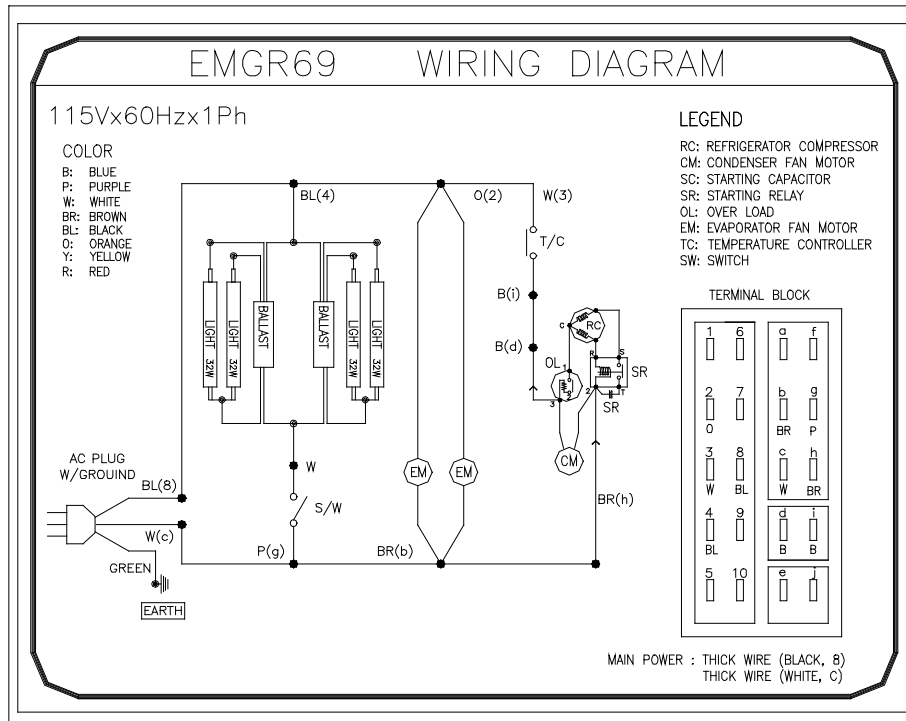 EMGR69 WIRING DIAGRAM
115Vx60Hzx1Ph
COLOR
B: BLUE
P: PURPLE
W: WHITE
BR: BROWN
BL: BLACK
O: ORANGE
Y: YELLOW
R: RED
LEGEND
RC: REFRIGERATOR COMPRESSOR
CM: CONDENSER FAN MOTOR
SC: STARTING CAPACITOR
SR: STARTING RELAY
OL: OVER LOAD
EM: EVAPORATOR FAN MOTOR
TC: TEMPERATURE CONTROLLER
SW: SWITCH
BL(4)
O(2)
W(3)
T/C
B(i)
B(d)
LIGHT 32W
LIGHT 32W
BALLAST
BALLAST
LIGHT 32W
LIGHT 32W
C
RC
R
S
OL
1
3
2
T
SR
SR
CM
EM
EM
W
S/W
AC PLUG
W/GROUND
BL(8)
W(c)
GREEN
EARTH
P(g)
BR(b)
BR(h)
TERMINAL BLOCK
1 6 a f
2 7 b g
O BR P
3 8 c h
W BL W BR
4 9 d i
BL B B
5 10 e j
MAIN POWER : THICK WIRE (BLACK, 8)
THICK WIRE (WHITE, C)